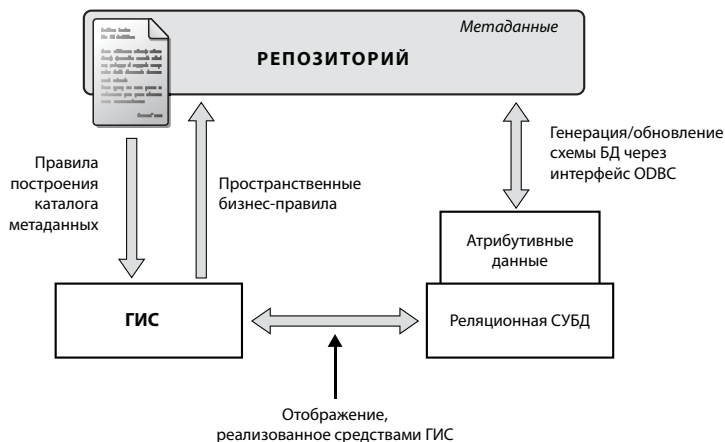 Метаданные
РЕПОЗИТОРИЙ
Правила
построения
каталога
метаданных
Пространственные
бизнес-правила
Генерация/обновление
схемы БД через
интерфейс ODBC
Атрибутивные
данные
ГИС
Реляционная СУБД
Отображение,
реализованное средствами ГИС